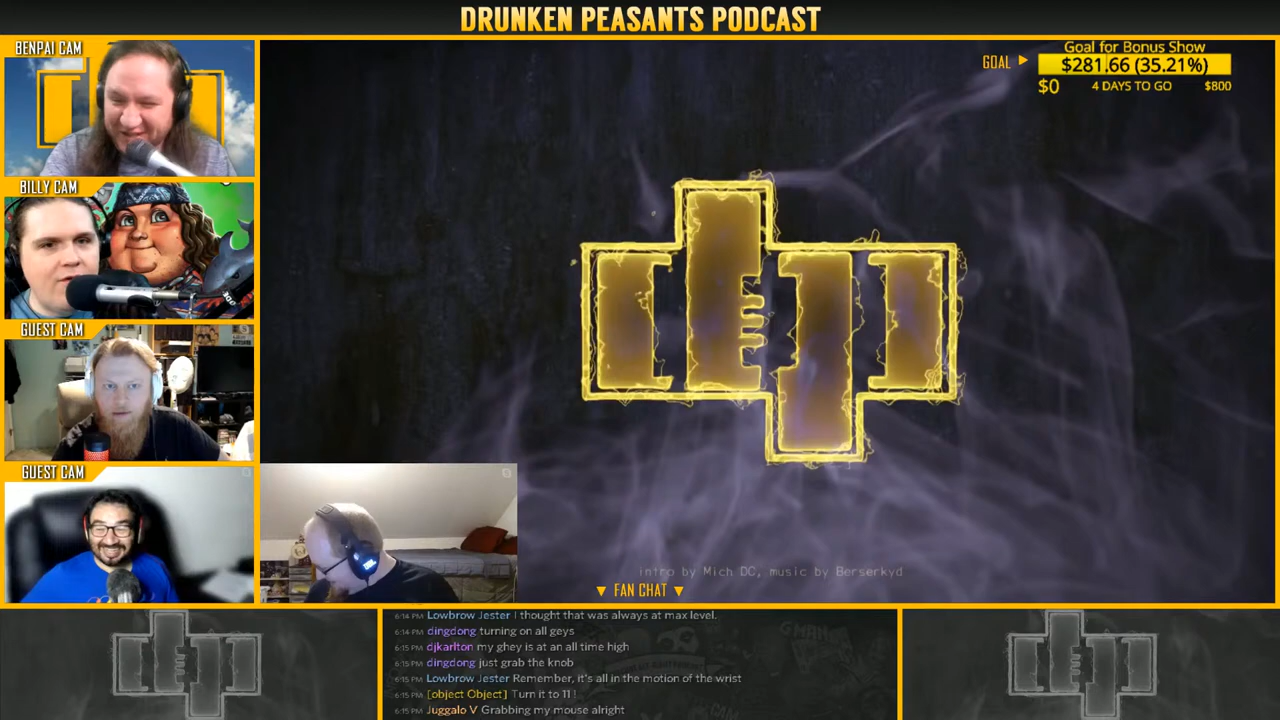 DRUNKEN PEASANTS PODCAST
BENPAI CAM
BILLY CAM
GUEST CAM
GUEST CAM
GOAL
Goal for Bonus Show
$281.66 (35.21%)
$0 4 DAYS TO GO $800
intro by Mich DC, music by Berserkyd
▼ FAN CHAT ▼
6:14 PM Lowbrow Jester I thought that was always at max level.
6:14 PM dingdong turning on all geys
6:15 PM djkarlton my ghey is at an all time high
6:15 PM dingdong just grab the knob
6:15 PM Lowbrow Jester Remember, it's all in the motion of the wrist
6:15 PM [object Object] Turn it to 11 !
6:15 PM Juggalo V Grabbing my mouse alright